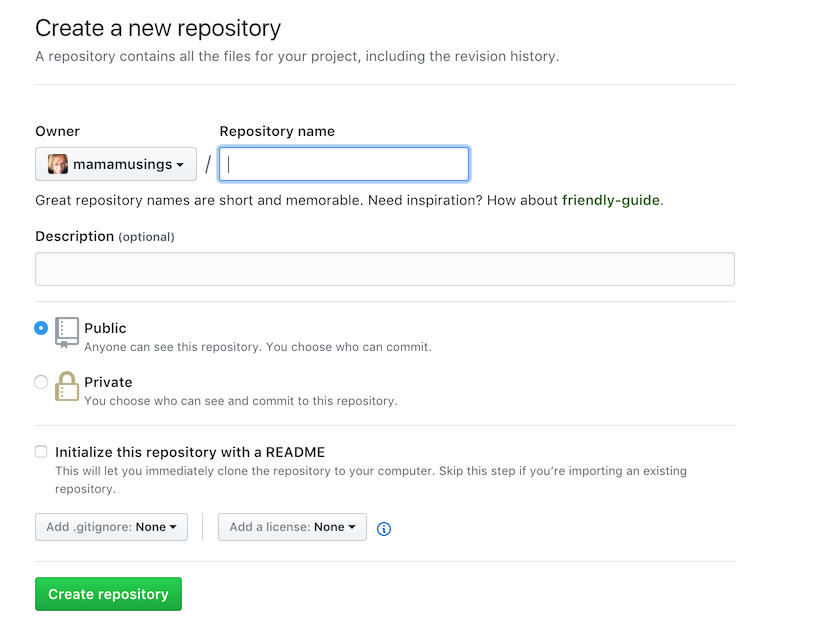 Create a new repository
A repository contains all the files for your project, including the revision history.
Owner
Repository name
mamamusings
/
Great repository names are short and memorable. Need inspiration? How about friendly-guide.
Description (optional)
Public
Anyone can see this repository. You choose who can commit.
Private
You choose who can see and commit to this repository.
Initialize this repository with a README
This will let you immediately clone the repository to your computer. Skip this step if you’re importing an existing
repository.
Add .gitignore: None
Add a license: None
Create repository